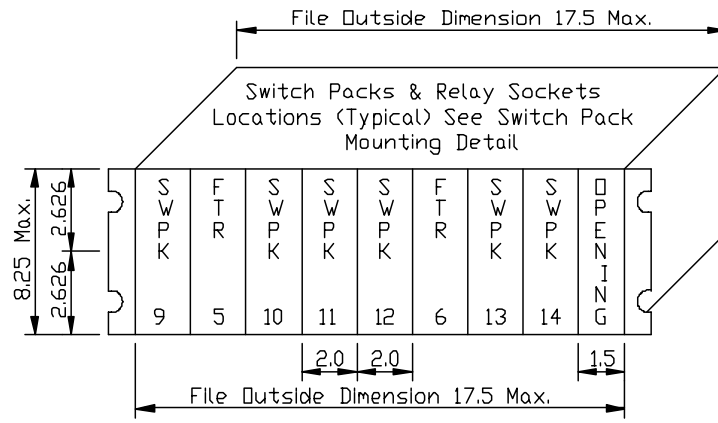 File Outside Dimension 17.5 Max.
Switch Packs & Relay Sockets
Locations (Typical) See Switch Pack
Mounting Detail
8.25 Max.
2.626
2.626
SWPK 9
FTR 5
SWPK 10
SWPK 11
SWPK 12
FTR 6
SWPK 13
SWPK 14
OPENING
2.0
2.0
1.5
File Outside Dimension 17.5 Max.